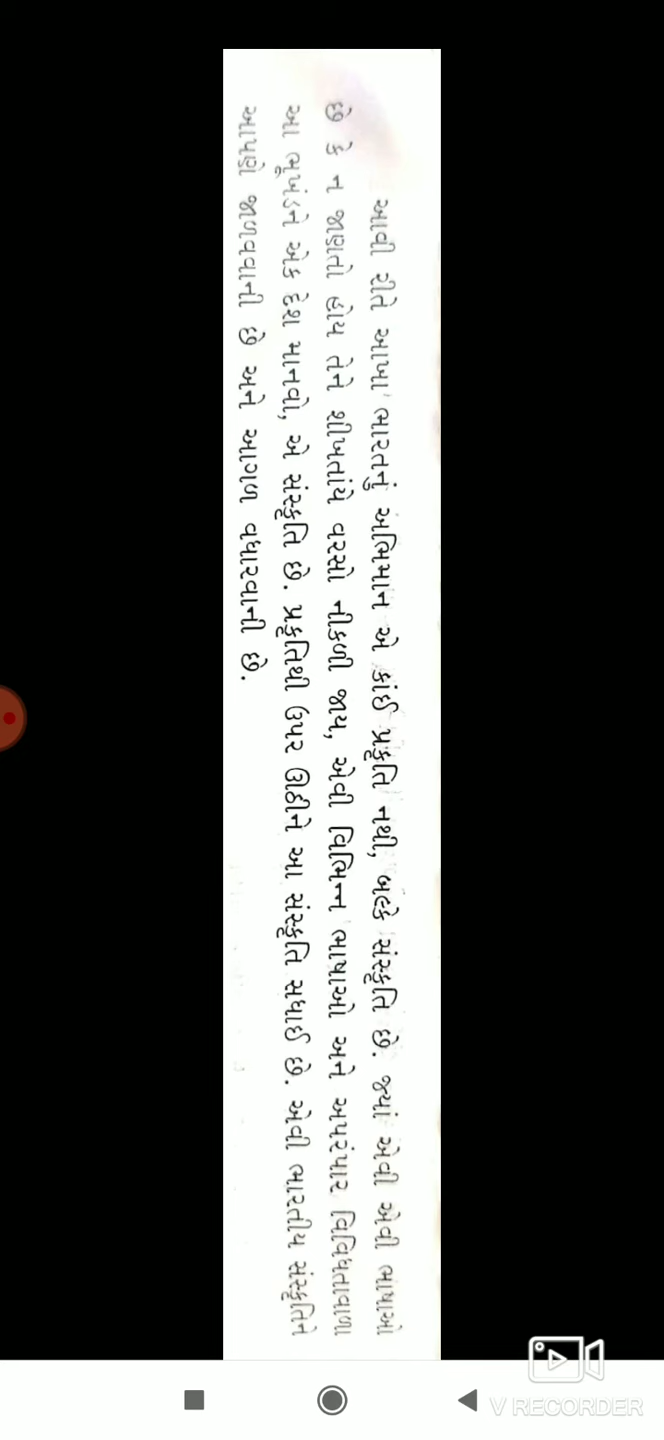 આવી રીતે આખા ભારતનું અભિમાન એ કાંઈ પ્રકૃતિ નથી, બલ્કે સંસ્કૃતિ છે. જ્યાં એવી એવી ભાષાઓ
છે કે ન જાણતો હોય તેને શીખતાંયે વરસો નીકળી જાય, એવી વિભિન્ન ભાષાઓ અને અપરંપાર વિવિધતાવાળા
આ ભૂખંડને એક દેશ માનવો, એ સંસ્કૃતિ છે. પ્રકૃતિથી ઉપર ઊઠીને આ સંસ્કૃતિ સધાઈ છે. એવી ભારતીય સંસ્કૃતિને
આપણે જાળવવાની છે અને આગળ વધારવાની છે.
V RECORDER